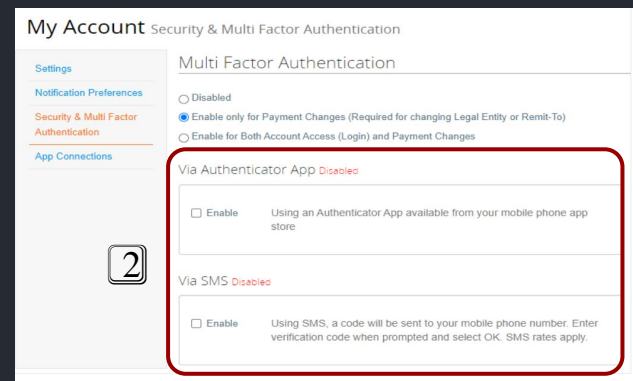 My Account Security & Multi Factor Authentication
Settings
Notification Preferences
Security & Multi Factor
Authentication
App Connections
Multi Factor Authentication
Disabled
Enable only for Payment Changes (Required for changing Legal Entity or Remit-To)
Enable for Both Account Access (Login) and Payment Changes
Via Authenticator App Disabled
Enable Using an Authenticator App available from your mobile phone app
store
2
Via SMS Disabled
Enable Using SMS, a code will be sent to your mobile phone number. Enter
verification code when prompted and select OK. SMS rates apply.